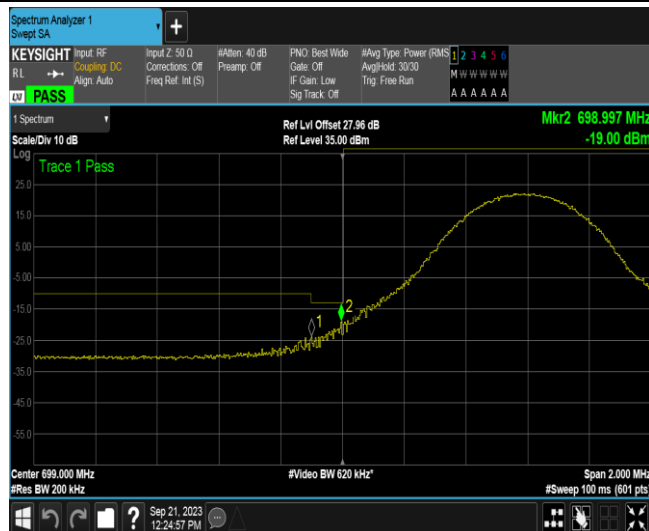 Spectrum Analyzer 1
Swept SA
+
KEYSIGHT
RL
LXI PASS
Input: RF
Coupling: DC
Align: Auto
Input Z: 50 Ω
Corrections: Off
Freq Ref: Int (S)
#Atten: 40 dB
Preamp: Off
PNO: Best Wide
Gate: Off
IF Gain: Low
Sig Track: Off
#Avg Type: Power (RMS
Avg|Hold: 30/30
Trig: Free Run
1 2 3 4 5 6
M W W W W W
A A A A A A
1 Spectrum
Scale/Div 10 dB
Ref Lvl Offset 27.96 dB
Ref Level 35.00 dBm
Mkr2 698.997 MHz
-19.00 dBm
Log
Trace 1 Pass
25.0
15.0
5.00
-5.00
-15.0
-25.0
-35.0
-45.0
-55.0
1
2
Center 699.000 MHz
#Res BW 200 kHz
#Video BW 620 kHz*
Span 2.000 MHz
#Sweep 100 ms (601 pts)
?
Sep 21, 2023
12:24:57 PM